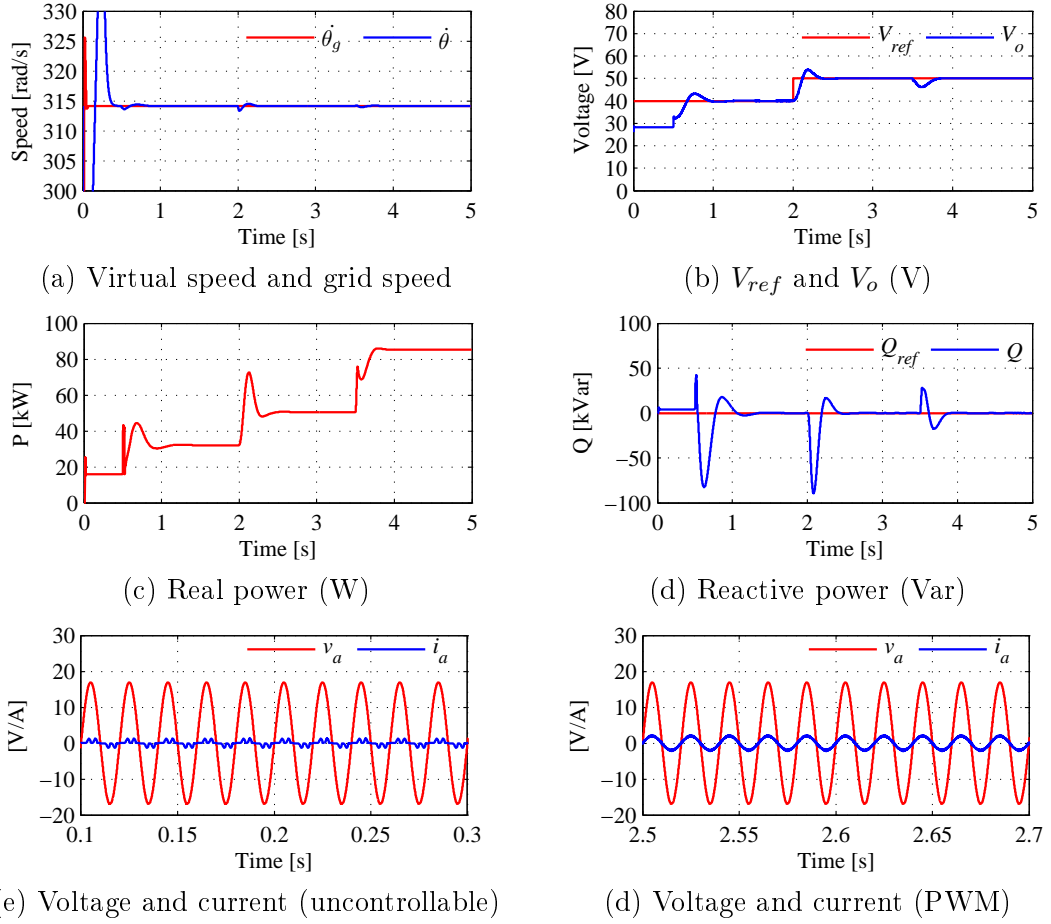 330
325
320
315
310
305
300
Speed [rad/s]
θ̇g θ̇
0 1 2 3 4 5
Time [s]
(a) Virtual speed and grid speed
80
70
60
50
40
30
20
10
0
Voltage [V]
Vref Vo
0 1 2 3 4 5
Time [s]
(b) Vref and Vo (V)
100
80
60
40
20
0
P [kW]
0 1 2 3 4 5
Time [s]
(c) Real power (W)
100
50
0
−50
−100
Q [kVar]
Qref Q
0 1 2 3 4 5
Time [s]
(d) Reactive power (Var)
30
20
10
0
−10
−20
[V/A]
va ia
0.1 0.15 0.2 0.25 0.3
Time [s]
e) Voltage and current (uncontrollable)
30
20
10
0
−10
−20
[V/A]
va ia
2.5 2.55 2.6 2.65 2.7
Time [s]
(d) Voltage and current (PWM)